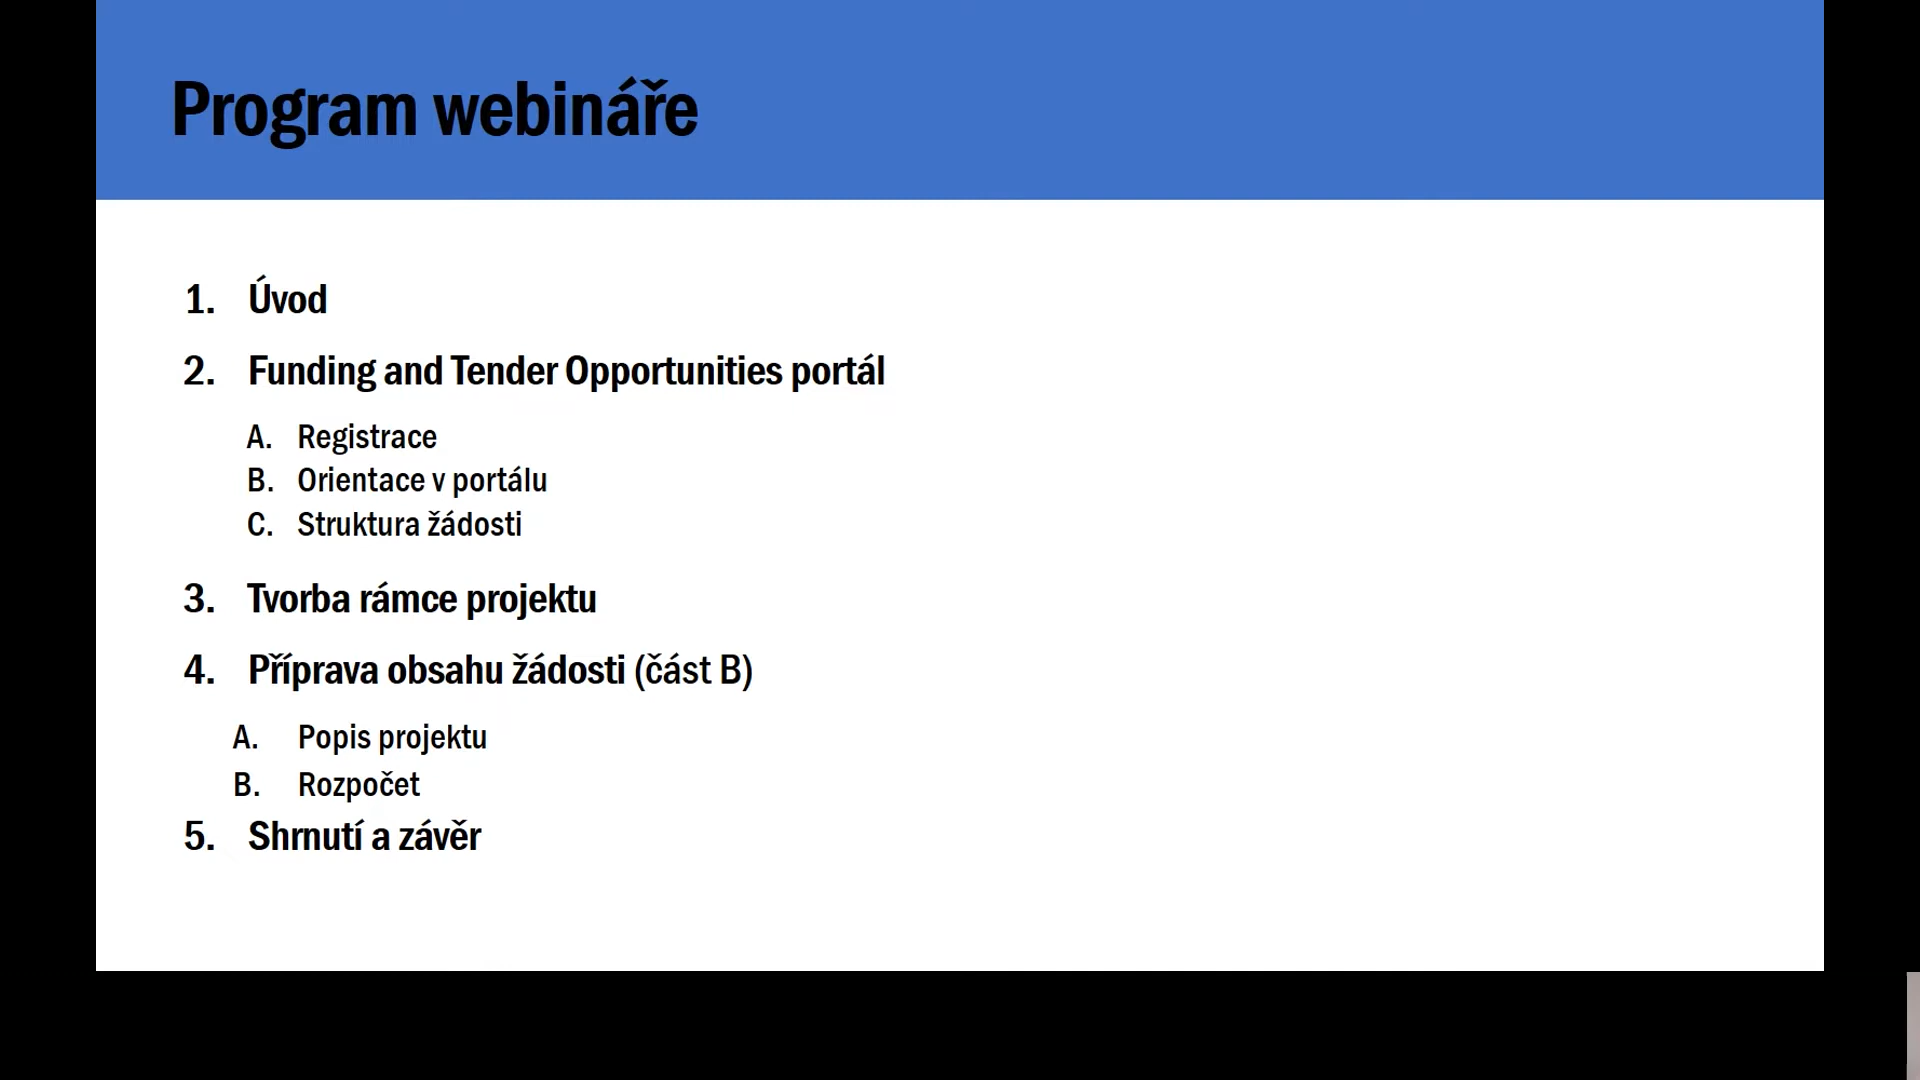 Program webináře
1. Úvod
2. Funding and Tender Opportunities portál
A. Registrace
B. Orientace v portálu
C. Struktura žádosti
3. Tvorba rámce projektu
4. Příprava obsahu žádosti (část B)
A. Popis projektu
B. Rozpočet
5. Shrnutí a závěr